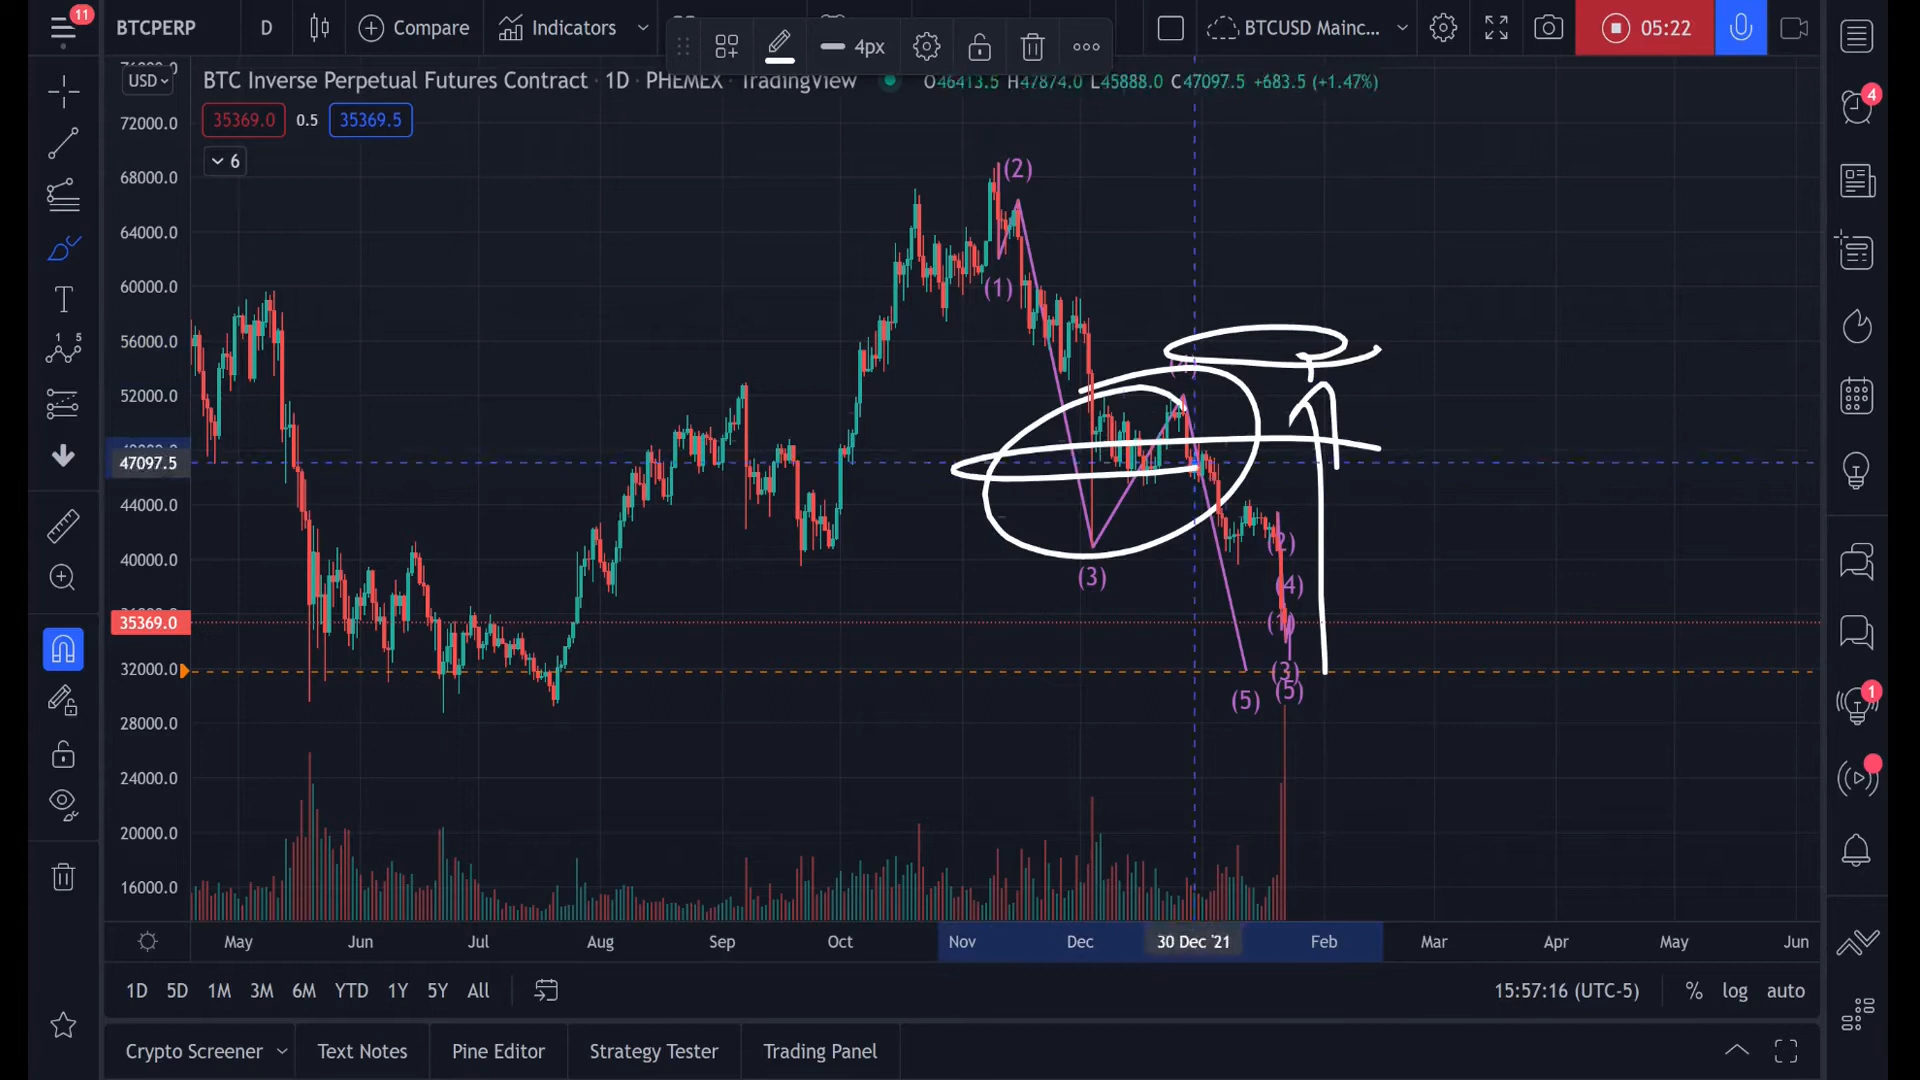 11
BTCPERP
D
Compare
Indicators
4px
BTCUSD Mainc...
05:22
USD
BTC Inverse Perpetual Futures Contract · 1D · PHEMEX · TradingView
O46413.5 H47874.0 L45888.0 C47097.5 +683.5 (+1.47%)
35369.0
0.5
35369.5
6
4
72000.0
68000.0
64000.0
60000.0
56000.0
52000.0
47097.5
44000.0
40000.0
35369.0
32000.0
28000.0
24000.0
20000.0
16000.0
(2)
(1)
(3)
(2)
(4)
(3)
(5)
(5)
1
May
Jun
Jul
Aug
Sep
Oct
Nov
Dec
30 Dec '21
Feb
Mar
Apr
May
Jun
1D
5D
1M
3M
6M
YTD
1Y
5Y
All
15:57:16 (UTC-5)
%
log
auto
Crypto Screener
Text Notes
Pine Editor
Strategy Tester
Trading Panel